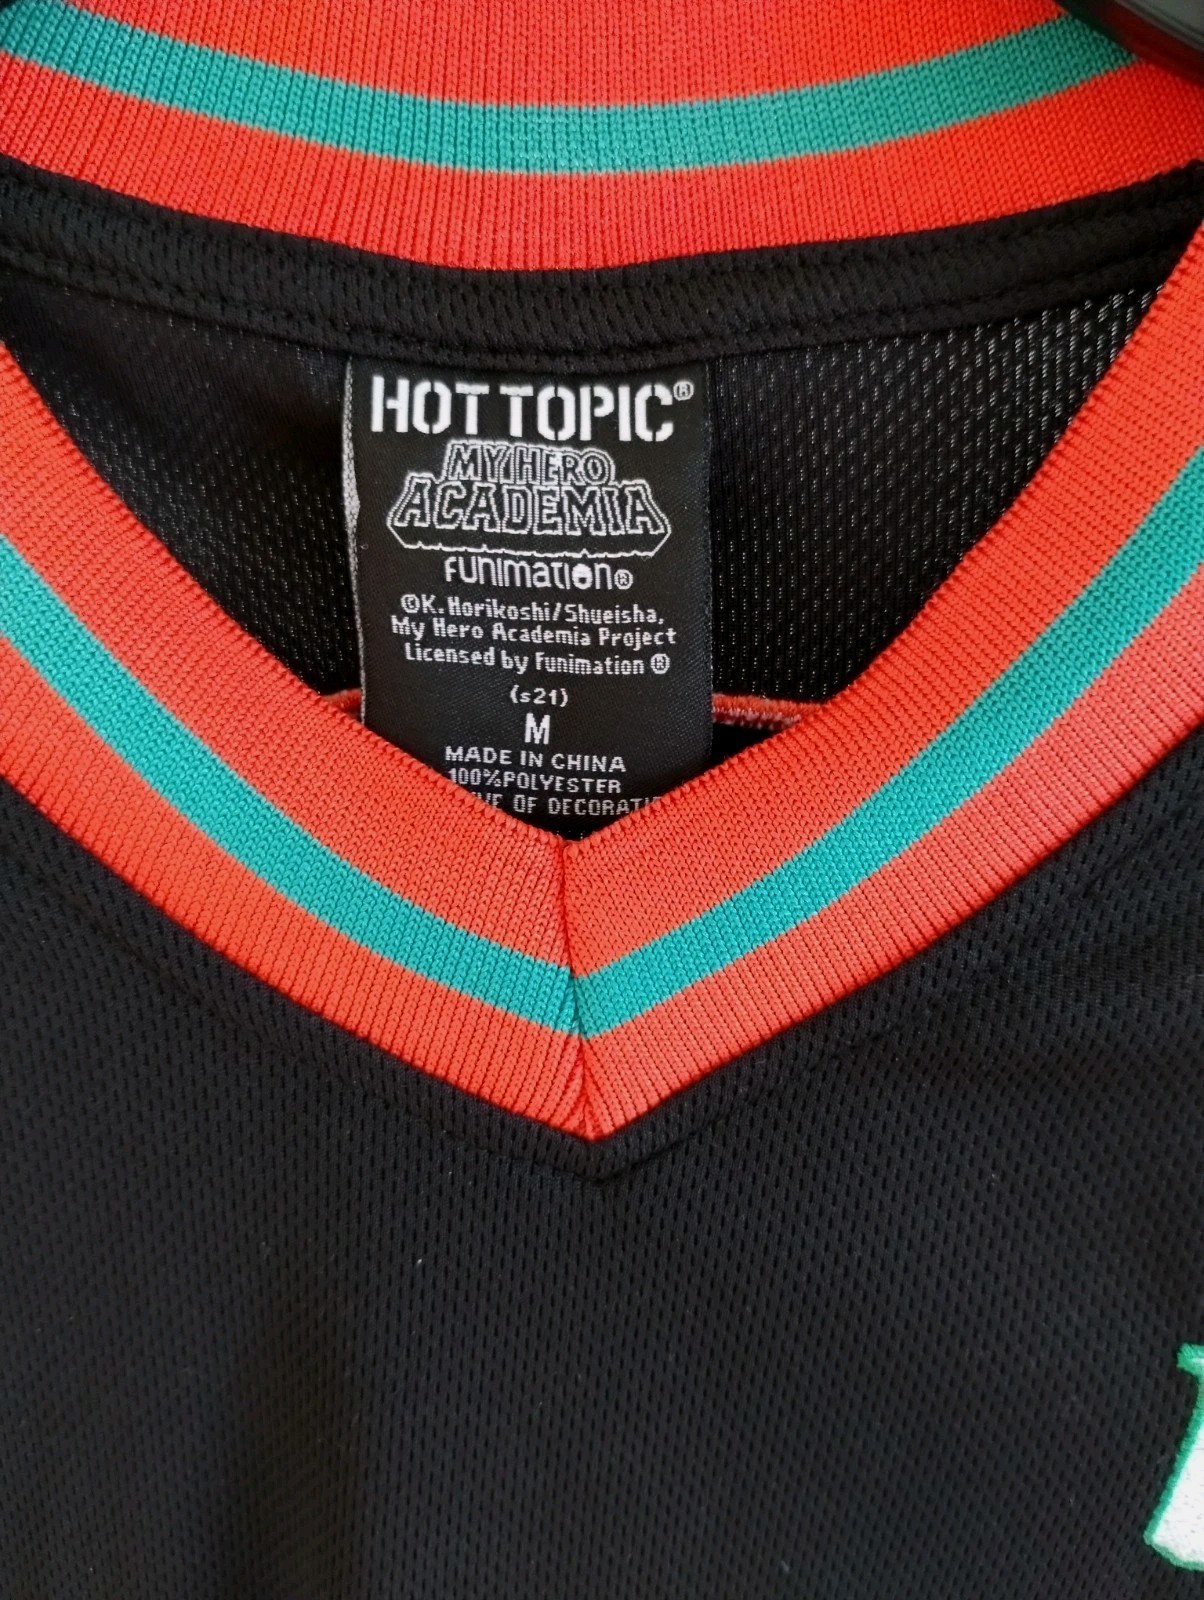 HOT TOPIC®
MY HERO
ACADEMIA
FUNIMATION®
©K. Horikoshi/Shueisha,
My Hero Academia Project
Licensed by Funimation ®
(s21)
M
MADE IN CHINA
100%POLYESTER
OF